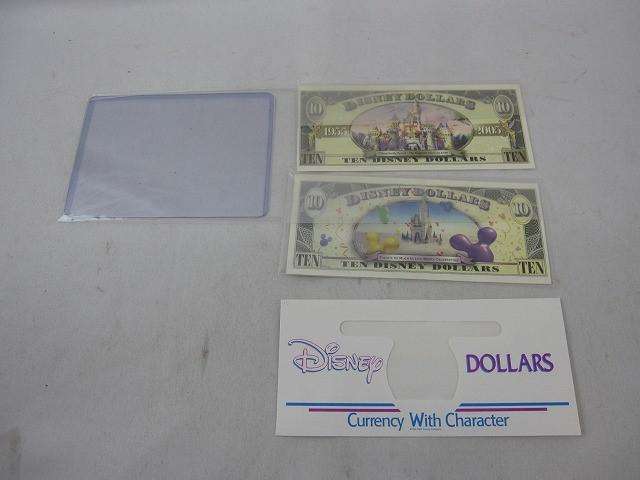 10 DISNEY DOLLARS 10
1955 2005
TEN TEN DISNEY DOLLARS TEN
10 DISNEY DOLLARS 10
TEN TEN DISNEY DOLLARS TEN
Disney DOLLARS
Currency With Character